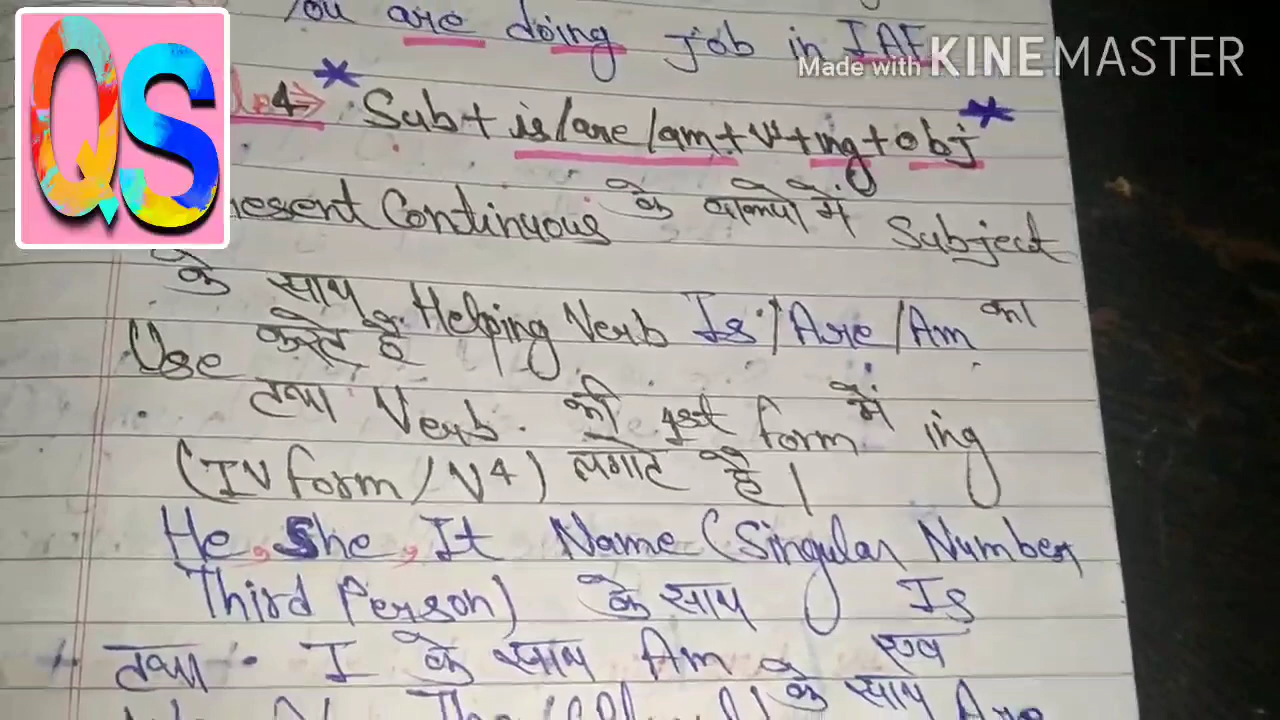 You are doing job in IAF
Made with KINEMASTER
QS
4 Sub + is/are/am + V¹ + ing + obj
Present Continuous के वाक्यों में Subject
के साथ Helping Verb Is/Are/Am का
Use करते है
तथा Verb की Ist form में ing
(IV form/V4) लगाते है।
He, She, It Name (Singular Number
Third Person) के साथ Is
तथा I के साथ Am एवं
के साथ Are